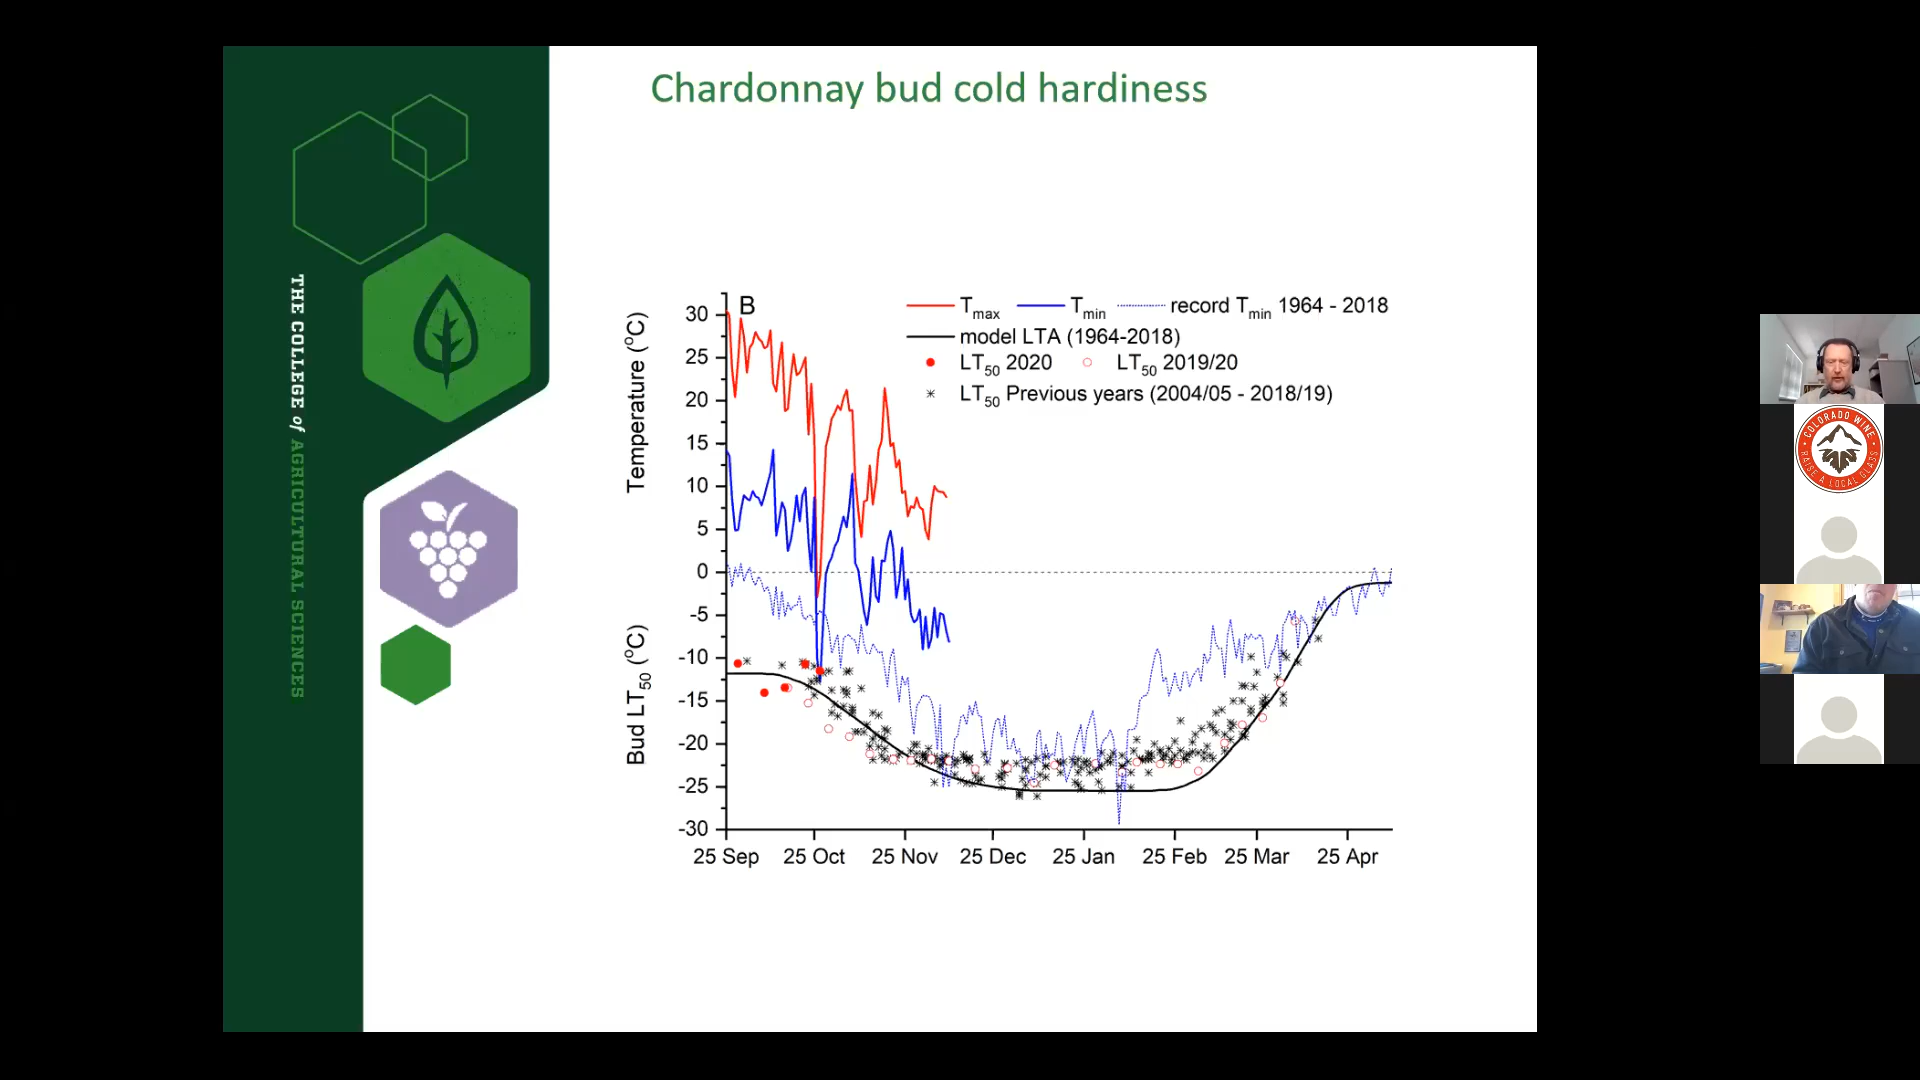 Chardonnay bud cold hardiness
THE COLLEGE of AGRICULTURAL SCIENCES
B
Tmax Tmin record Tmin 1964 - 2018
model LTA (1964-2018)
LT50 2020 LT50 2019/20
LT50 Previous years (2004/05 - 2018/19)
Temperature (°C)
Bud LT50 (°C)
30
25
20
15
10
5
0
-5
-10
-15
-20
-25
-30
25 Sep 25 Oct 25 Nov 25 Dec 25 Jan 25 Feb 25 Mar 25 Apr
COLORADO WINE
RAISE A LOCAL GLASS